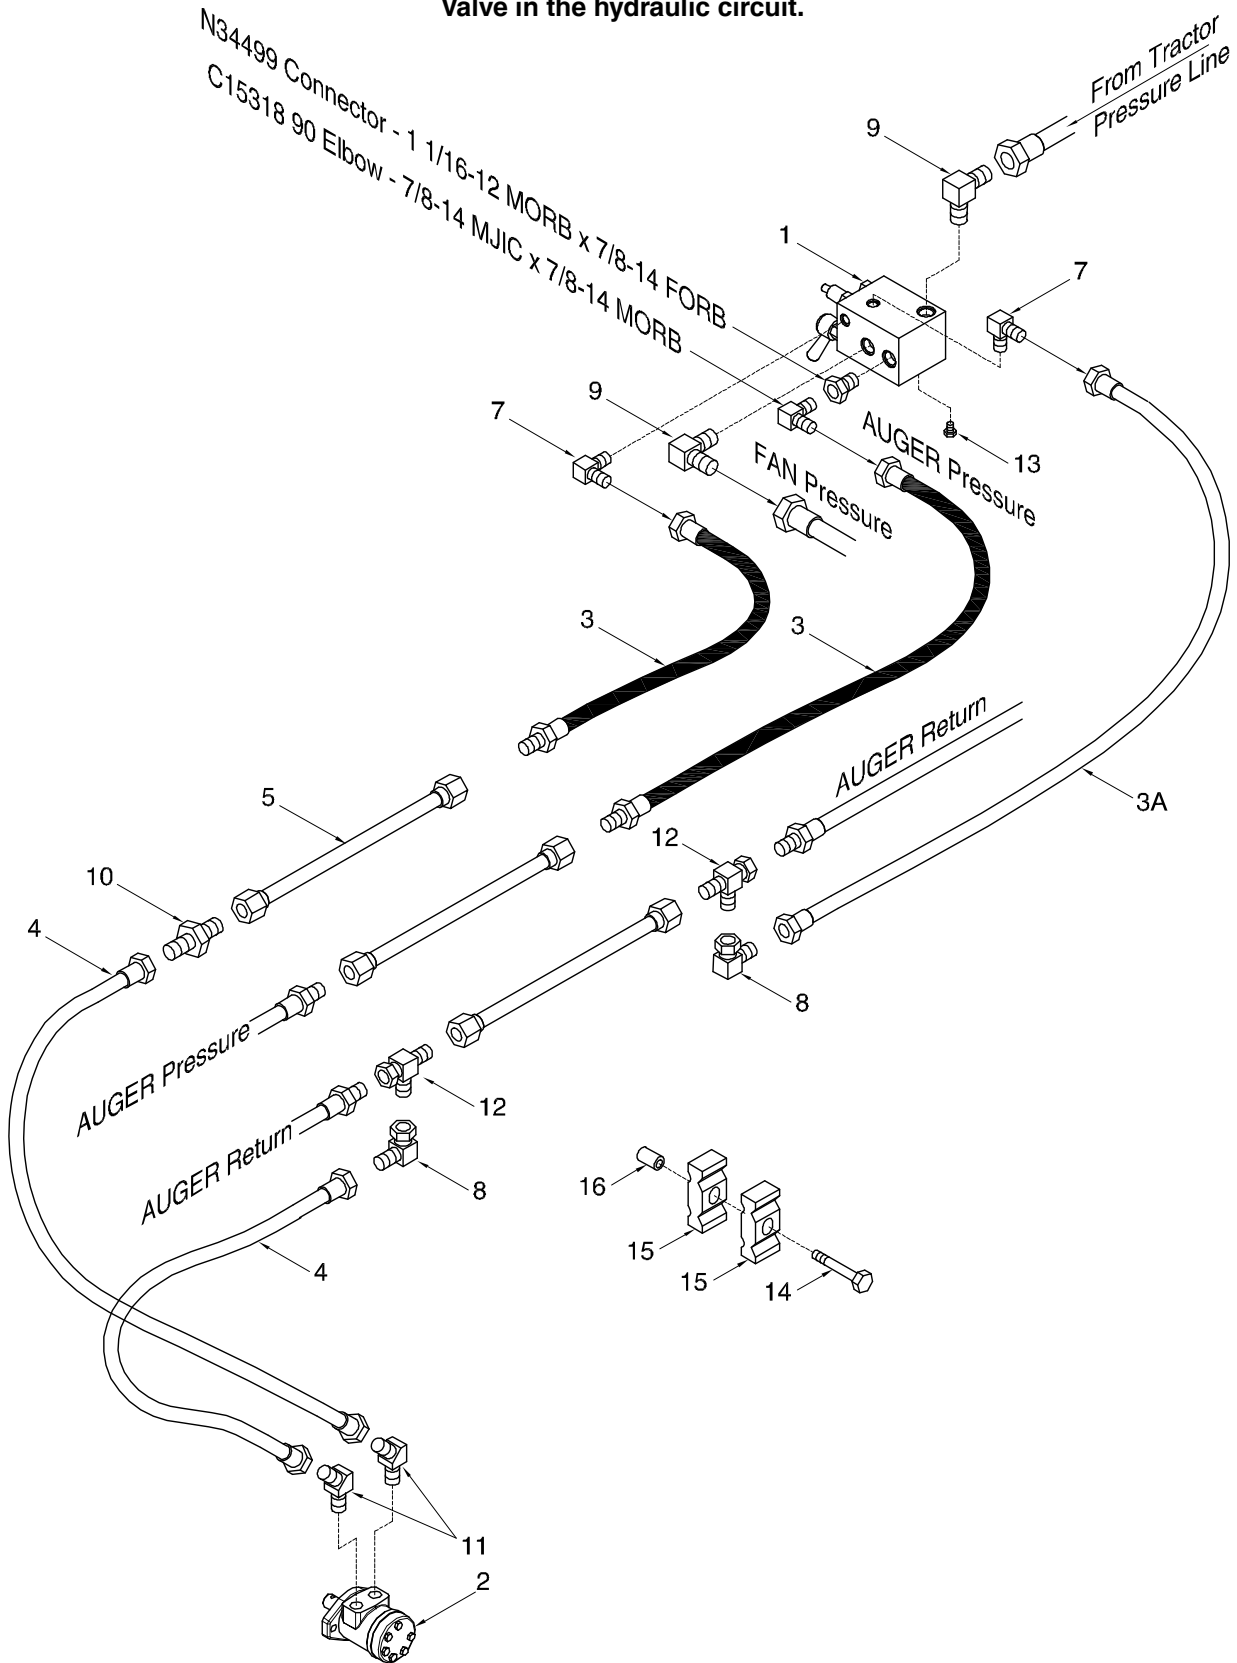 Valve in the hydraulic circuit.
N34499 Connector - 1 1/16-12 MORB x 7/8-14 FORB
C15318 90 Elbow - 7/8-14 MJIC x 7/8-14 MORB
From Tractor
Pressure Line
9
1
7
9
7
13
AUGER Pressure
FAN Pressure
3
3
AUGER Return
3A
5
12
10
4
8
AUGER Pressure
12
AUGER Return
8
16
15
15
14
4
11
2